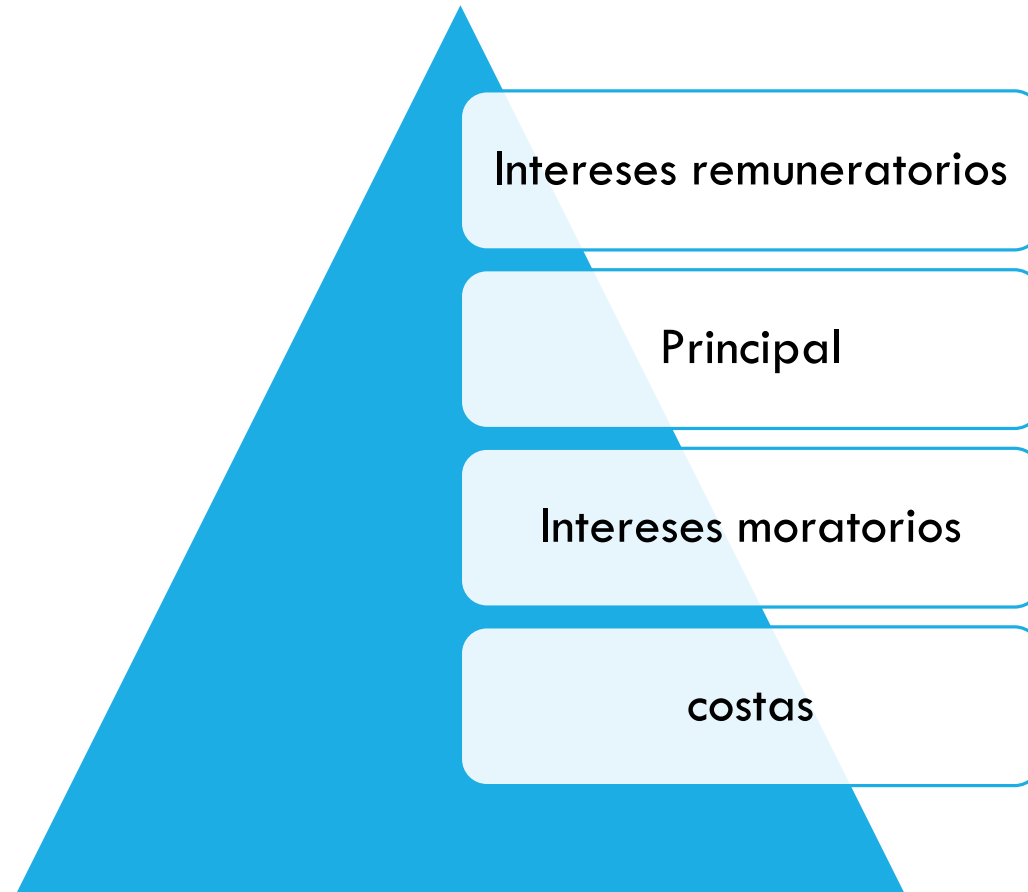 Intereses remuneratorios
Principal
Intereses moratorios
costas